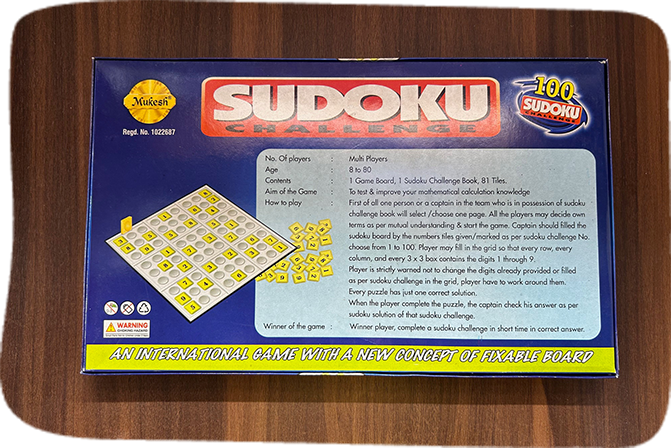 Mukesh®
Regd. No. 1022687
SUDOKU
CHALLENGE
100
SUDOKU
CHALLENGE
No. Of players : Multi Players
Age : 8 to 80
Contents : 1 Game Board, 1 Sudoku Challenge Book, 81 Tiles.
Aim of the Game : To test & improve your mathematical calculation knowledge
How to play : First of all one person or a captain in the team who is in possession of sudoku
challenge book will select /choose one page. All the players may decide own
terms as per mutual understanding & start the game. Captain should filled the
sudoku board by the numbers tiles given/marked as per sudoku challenge No.
choose from 1 to 100. Player may fill in the grid so that every row, every
column, and every 3 x 3 bax contains the digits 1 through 9.
Player is strictly warned not to change the digits already provided or filled
as per sudoku challenge in the grid, player have to work around them.
Every puzzle has just one correct solution.
When the player complete the puzzle, the captain check his answer as per
sudoku solution of that sudoku challenge.
Winner of the game : Winner player, complete a sudoku challenge in short time in correct answer.
WARNING
AN INTERNATIONAL GAME WITH A NEW CONCEPT OF FIXABLE BOARD